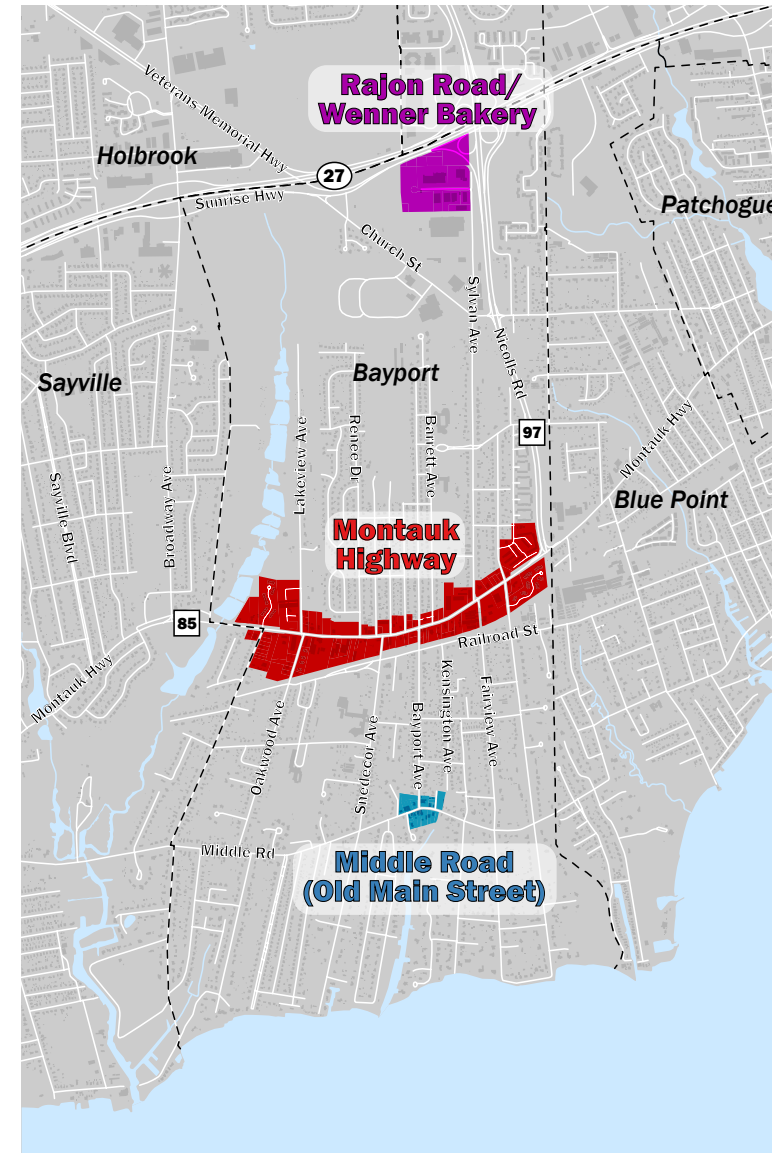 Rajon Road/
Wenner Bakery
Veterans Memorial Hwy
Holbrook
27
Sunrise Hwy
Patchogue
Church St
Sylvan Ave
Nicolls Rd
Sayville
Bayport
Renee Dr
Barrett Ave
Lakeview Ave
97
Montauk Hwy
Sayville Blvd
Broadway Ave
Blue Point
Montauk
Highway
85
Railroad St
Montauk Hwy
Kensington Ave
Fairview Ave
Oakwood Ave
Snedecor Ave
Bayport Ave
Middle Rd
Middle Road
(Old Main Street)